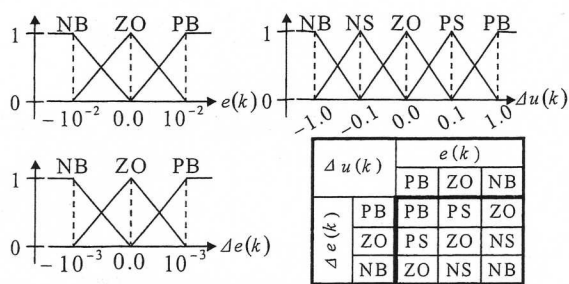 NB ZO PB
1
0
-10⁻² 0.0 10⁻² e(k)
NB NS ZO PS PB
1
0
-1.0 -0.1 0.0 0.1 1.0 Δu(k)
NB ZO PB
1
0
-10⁻³ 0.0 10⁻³ Δe(k)
Δu(k) e(k)
PB ZO NB
Δe(k)
PB PB PS ZO
ZO PS ZO NS
NB ZO NS NB